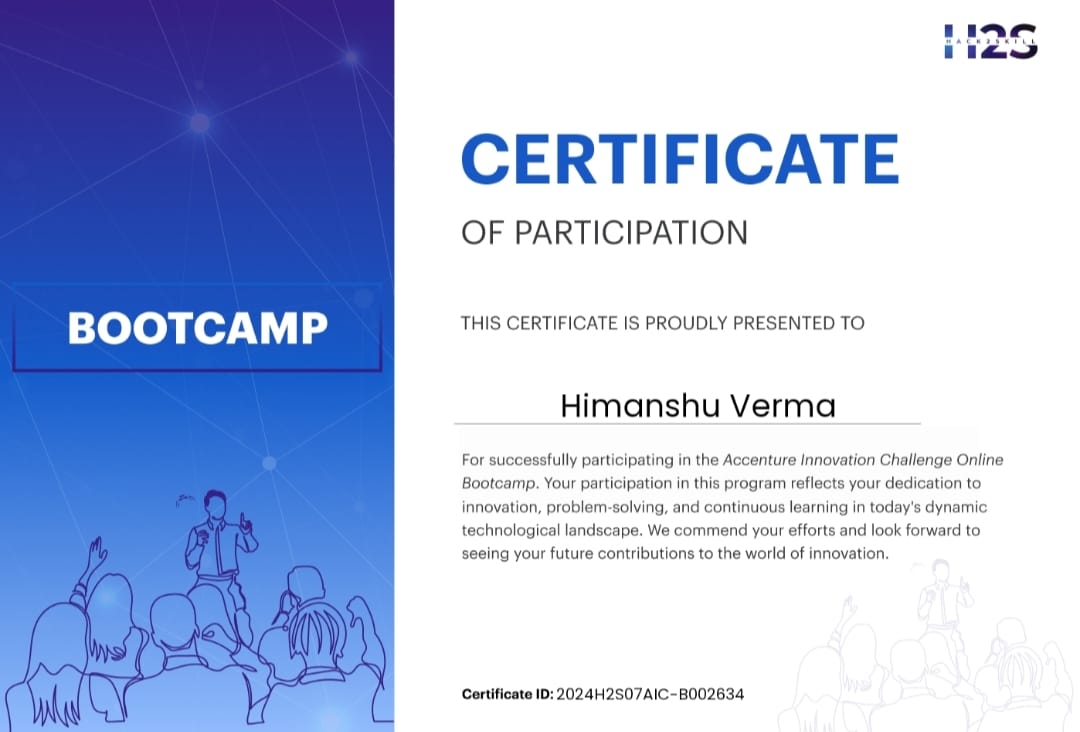 H2S
HACK2SKILL
CERTIFICATE
OF PARTICIPATION
BOOTCAMP
THIS CERTIFICATE IS PROUDLY PRESENTED TO
Himanshu Verma
For successfully participating in the Accenture Innovation Challenge Online
Bootcamp. Your participation in this program reflects your dedication to
innovation, problem-solving, and continuous learning in today's dynamic
technological landscape. We commend your efforts and look forward to
seeing your future contributions to the world of innovation.
Certificate ID: 2024H2S07AIC-B002634